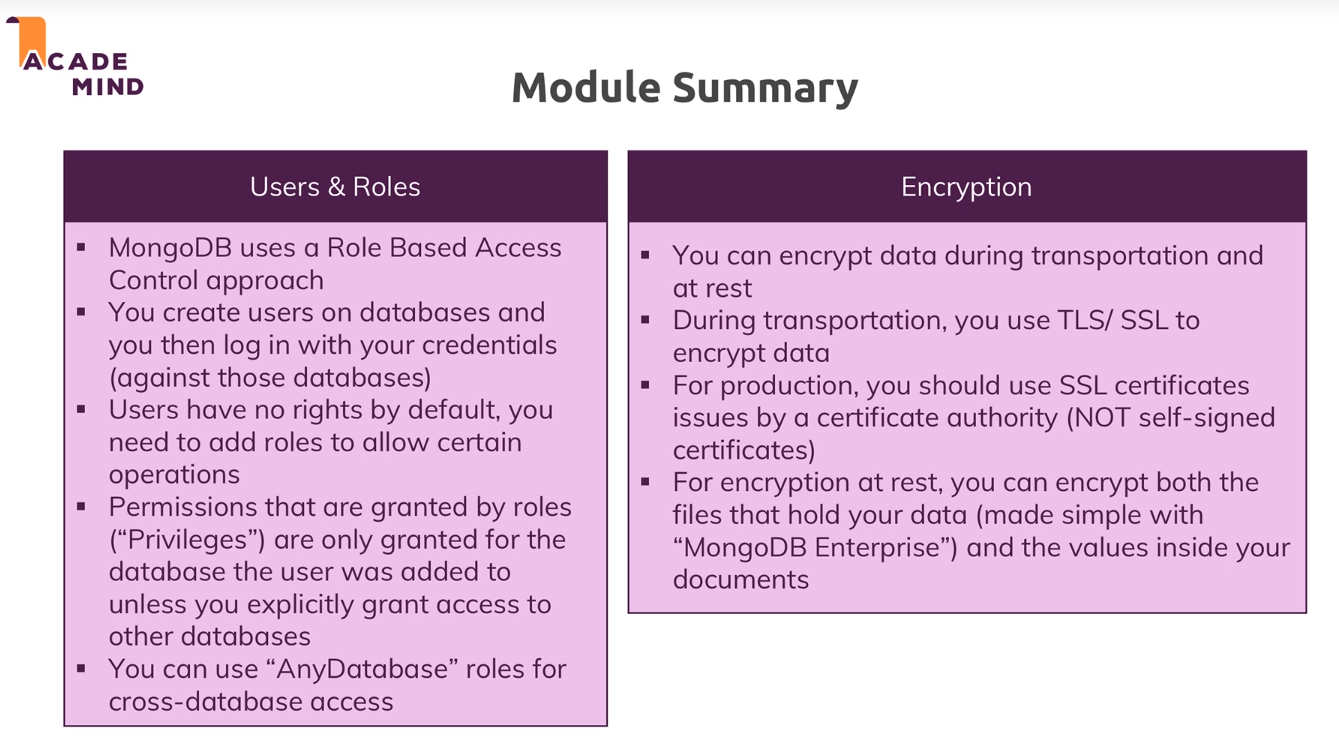 ACADE
MIND
Module Summary
Users & Roles
▪ MongoDB uses a Role Based Access
Control approach
▪ You create users on databases and
you then log in with your credentials
(against those databases)
▪ Users have no rights by default, you
need to add roles to allow certain
operations
▪ Permissions that are granted by roles
(“Privileges”) are only granted for the
database the user was added to
unless you explicitly grant access to
other databases
▪ You can use “AnyDatabase” roles for
cross-database access
Encryption
▪ You can encrypt data during transportation and
at rest
▪ During transportation, you use TLS/ SSL to
encrypt data
▪ For production, you should use SSL certificates
issues by a certificate authority (NOT self-signed
certificates)
▪ For encryption at rest, you can encrypt both the
files that hold your data (made simple with
“MongoDB Enterprise”) and the values inside your
documents